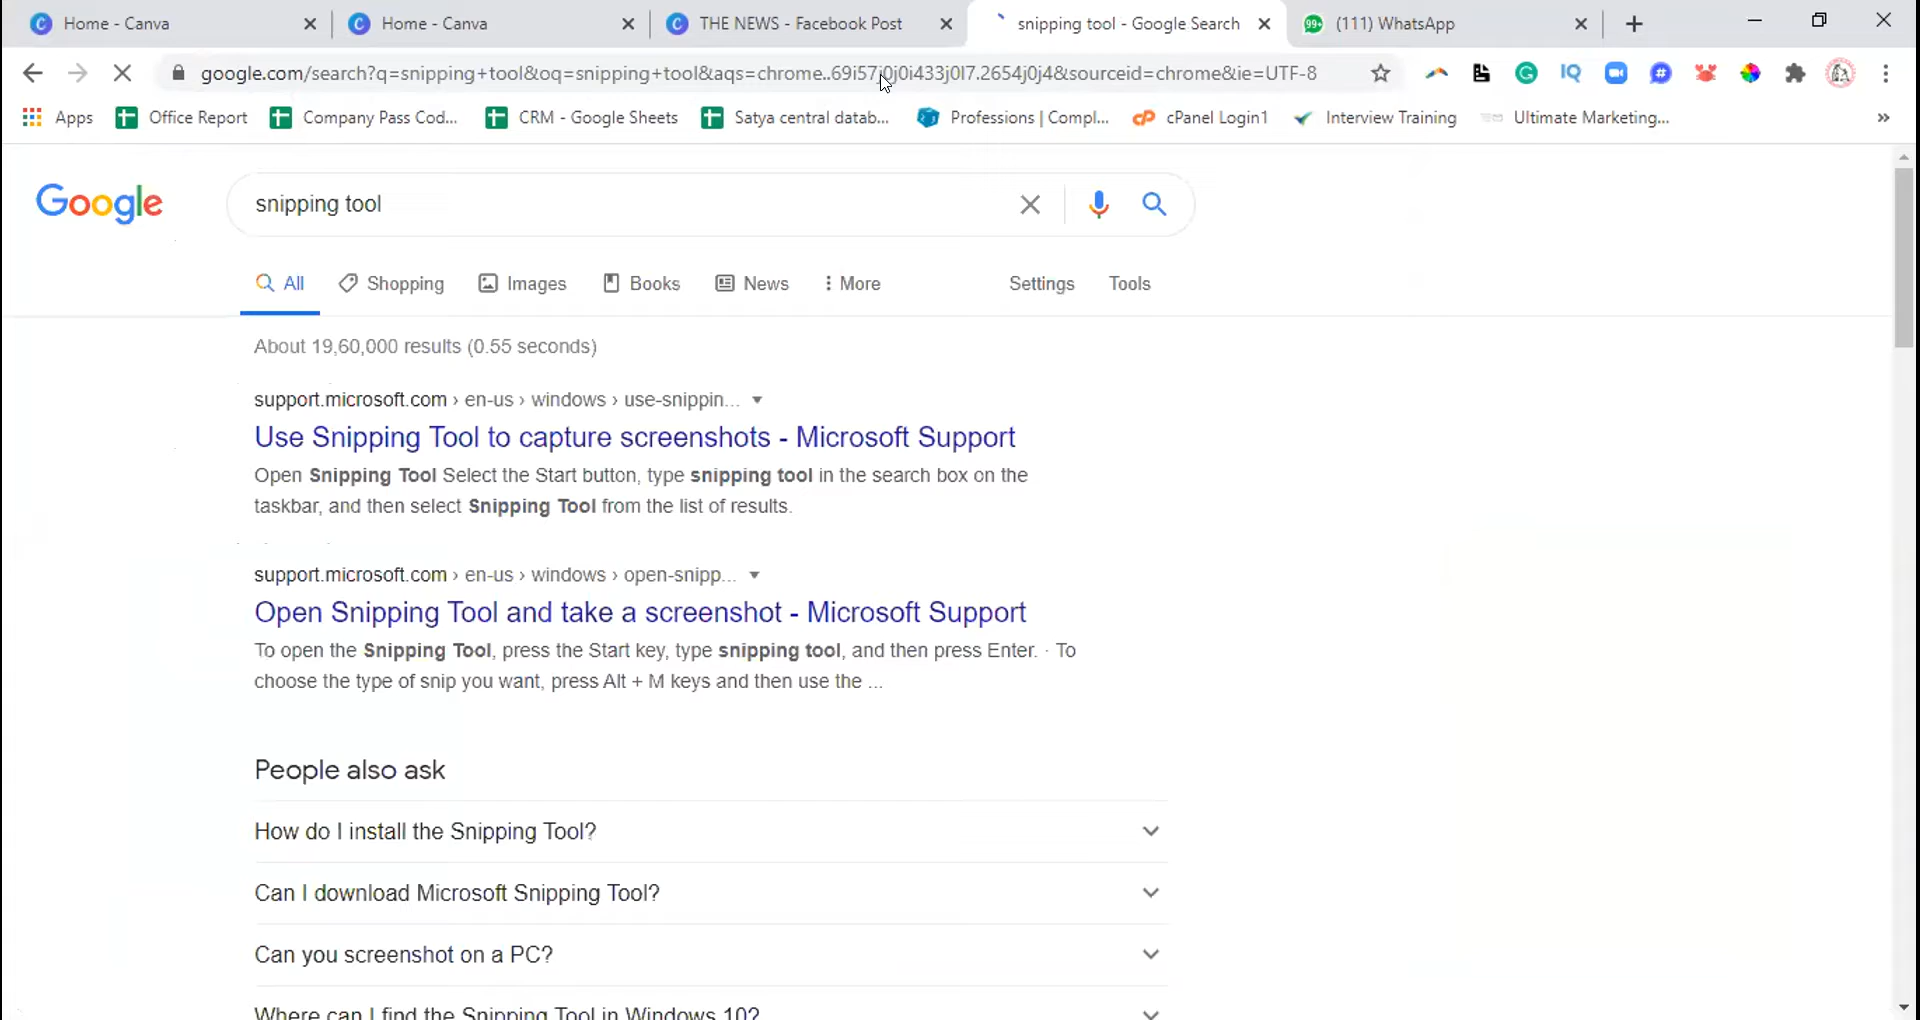 Home - Canva
Home - Canva
THE NEWS - Facebook Post
snipping tool - Google Search
99+
(111) WhatsApp
google.com/search?q=snipping+tool&oq=snipping+tool&aqs=chrome..69i57j0j0i433j0l7.2654j0j4&sourceid=chrome&ie=UTF-8
Apps
Office Report
Company Pass Cod...
CRM - Google Sheets
Satya central datab...
Professions | Compl...
cPanel Login1
Interview Training
Ultimate Marketing...
Google
snipping tool
All
Shopping
Images
Books
News
More
Settings
Tools
About 19,60,000 results (0.55 seconds)
support.microsoft.com › en-us › windows › use-snippin...
Use Snipping Tool to capture screenshots - Microsoft Support
Open Snipping Tool Select the Start button, type snipping tool in the search box on the
taskbar, and then select Snipping Tool from the list of results.
support.microsoft.com › en-us › windows › open-snipp...
Open Snipping Tool and take a screenshot - Microsoft Support
To open the Snipping Tool, press the Start key, type snipping tool, and then press Enter. · To
choose the type of snip you want, press Alt + M keys and then use the ...
People also ask
How do I install the Snipping Tool?
Can I download Microsoft Snipping Tool?
Can you screenshot on a PC?
Where can I find the Snipping Tool in Windows 10?